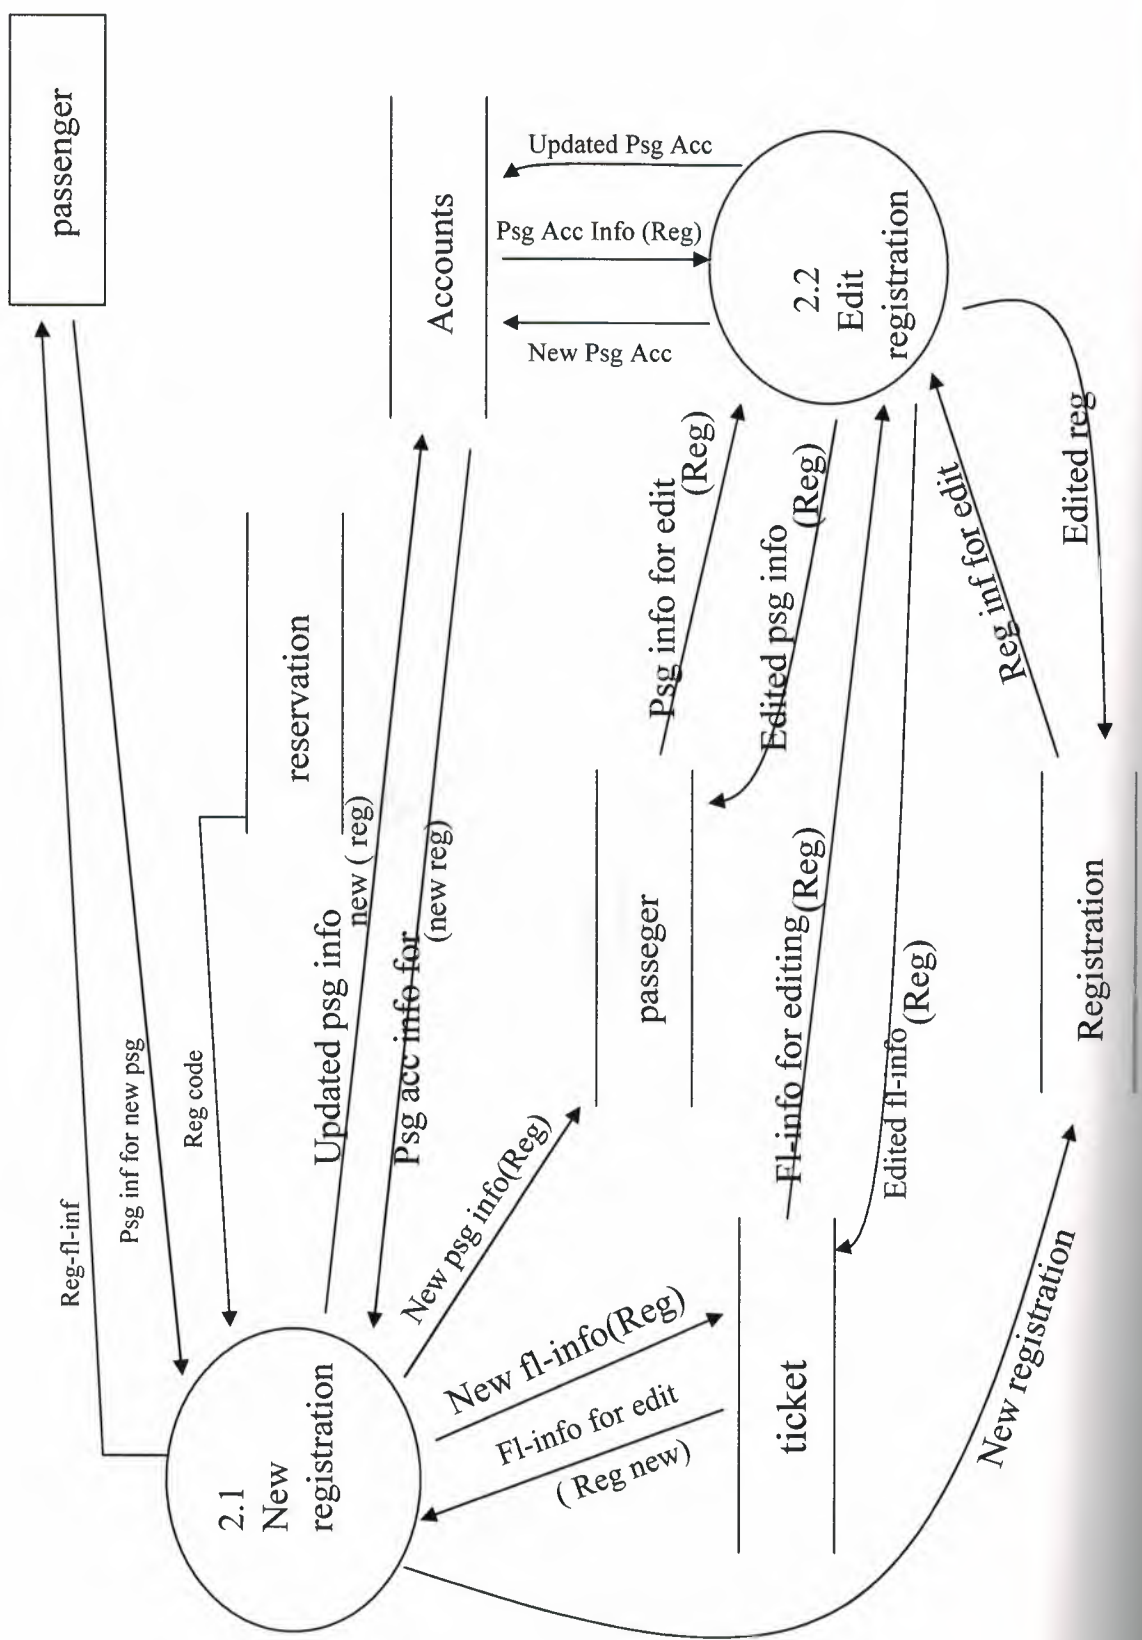 passenger
Reg-fl-inf
Psg inf for new psg
Reg code
reservation
Updated psg info
new ( reg)
Psg acc info for
(new reg)
Accounts
Updated Psg Acc
Psg Acc Info (Reg)
New Psg Acc
2.1
New
registration
2.2
Edit
registration
New psg info(Reg)
passeger
Psg info for edit
(Reg)
Edited psg info
(Reg)
New fl-info(Reg)
Fl-info for edit
( Reg new)
ticket
Fl-info for editing(Reg)
Edited fl-info(Reg)
Reg inf for edit
Edited reg
Registration
New registration